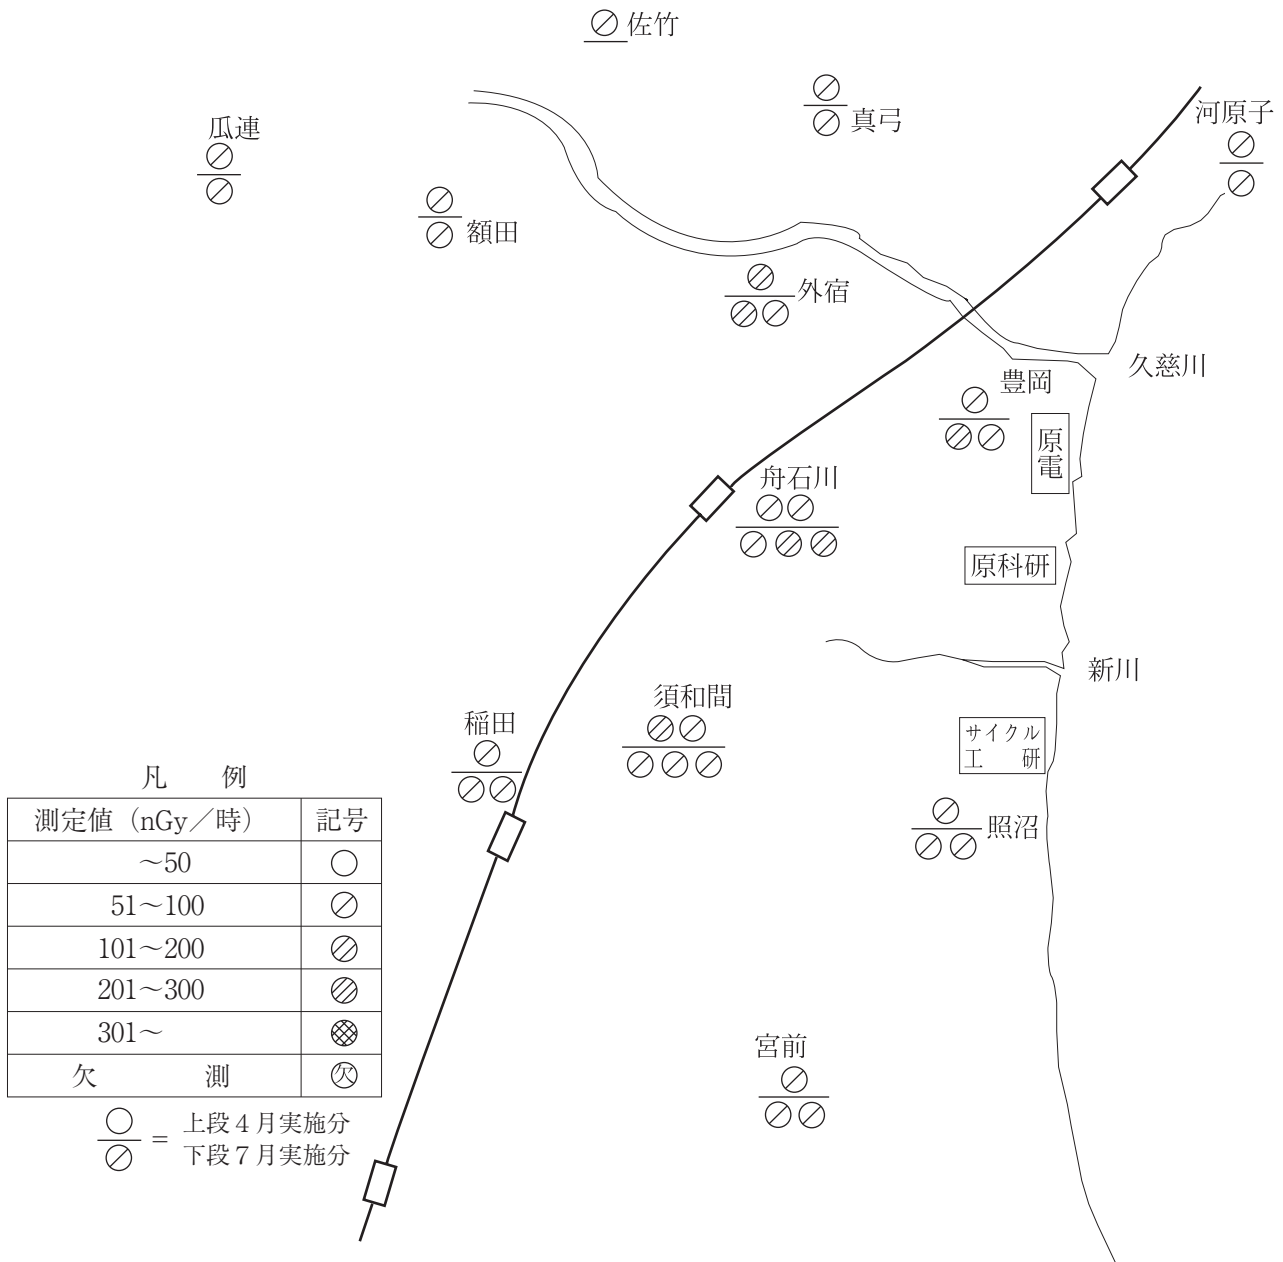 佐竹
真弓
河原子
瓜連
額田
外宿
久慈川
豊岡
原電
舟石川
原科研
新川
須和間
稲田
サイクル
工 研
照沼
宮前
凡 例
測定値 (nGy/時) 記号
~50
51~100
101~200
201~300
301~
欠 測 欠
= 上段4月実施分
下段7月実施分